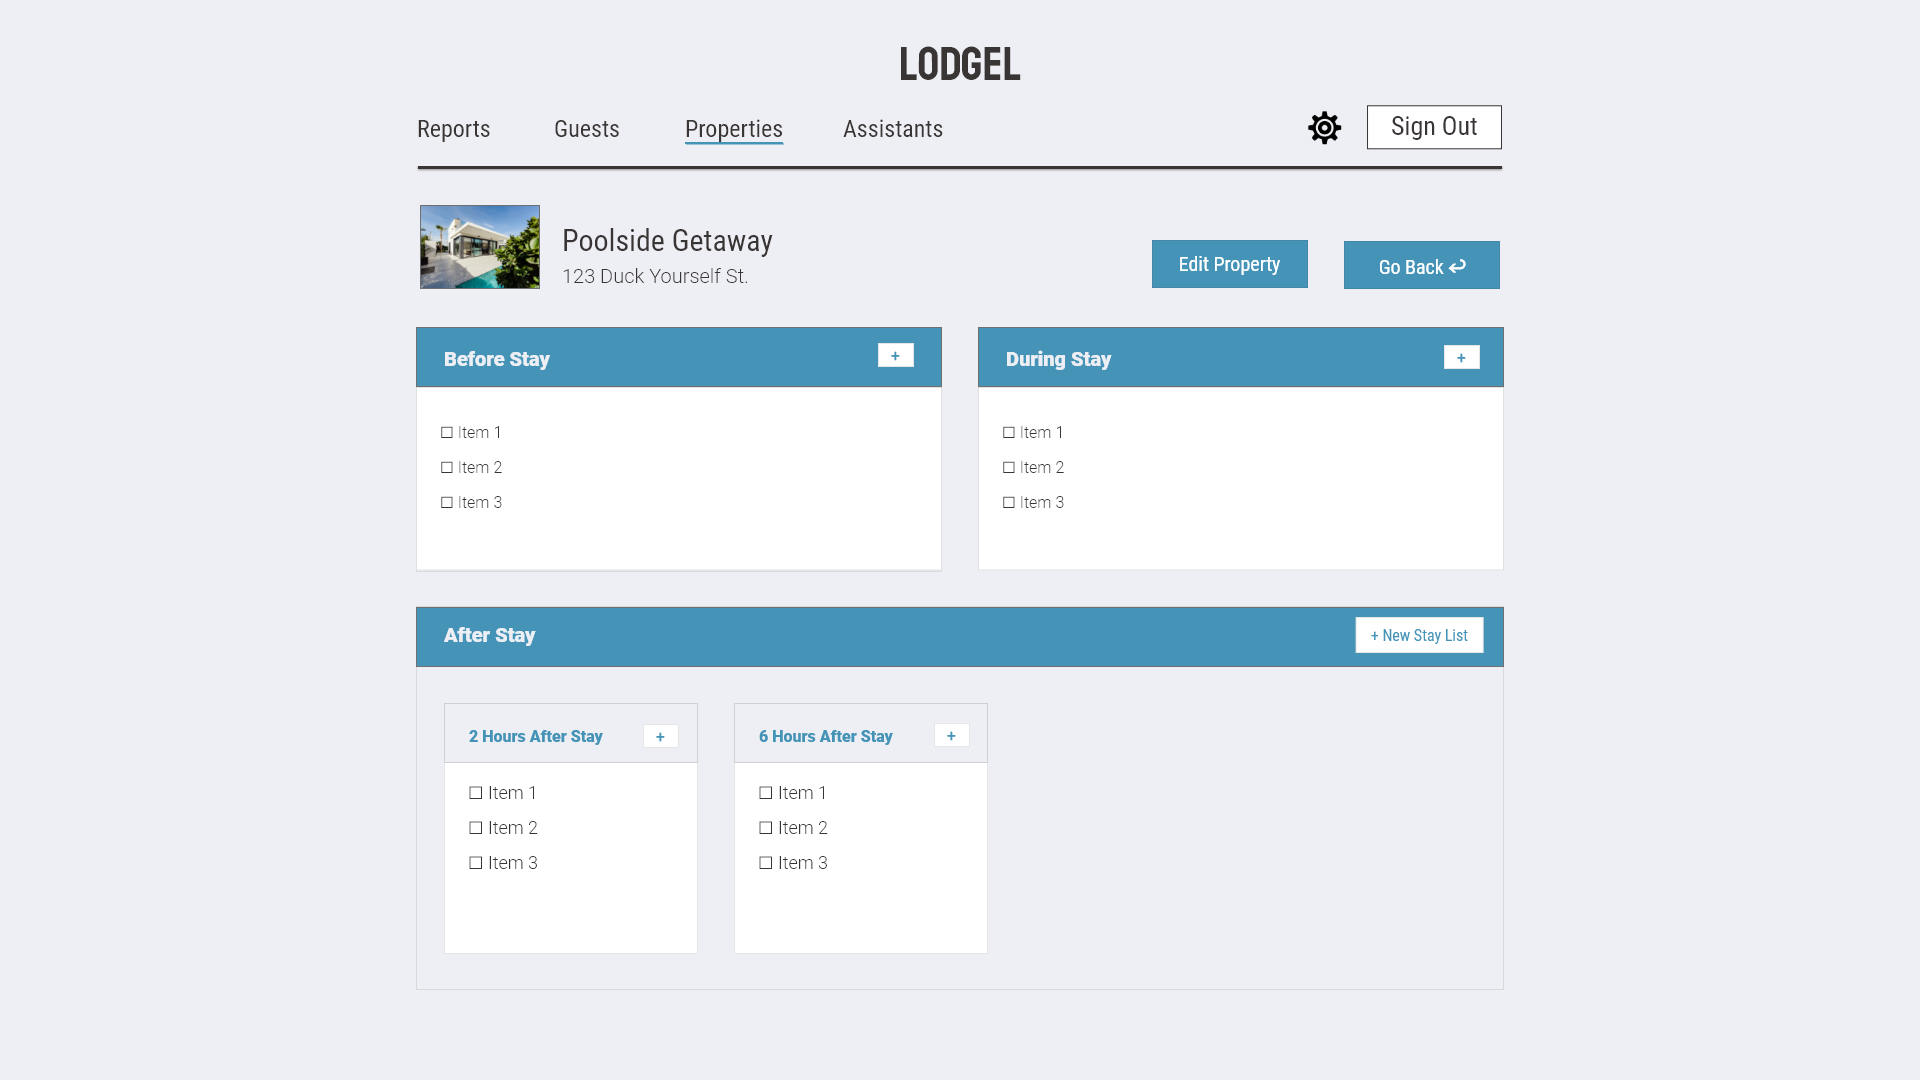 LODGEL
Reports Guests Properties Assistants Sign Out
Poolside Getaway
123 Duck Yourself St.
Edit Property
Go Back
Before Stay +
☐ Item 1
☐ Item 2
☐ Item 3
During Stay +
☐ Item 1
☐ Item 2
☐ Item 3
After Stay + New Stay List
2 Hours After Stay +
☐ Item 1
☐ Item 2
☐ Item 3
6 Hours After Stay +
☐ Item 1
☐ Item 2
☐ Item 3